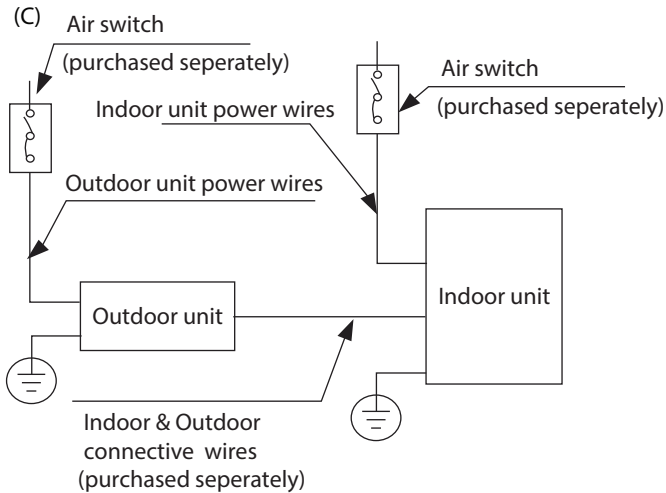 (C)
Air switch
(purchased seperately)
Air switch
(purchased seperately)
Indoor unit power wires
Outdoor unit power wires
Outdoor unit
Indoor unit
Indoor & Outdoor
connective wires
(purchased seperately)